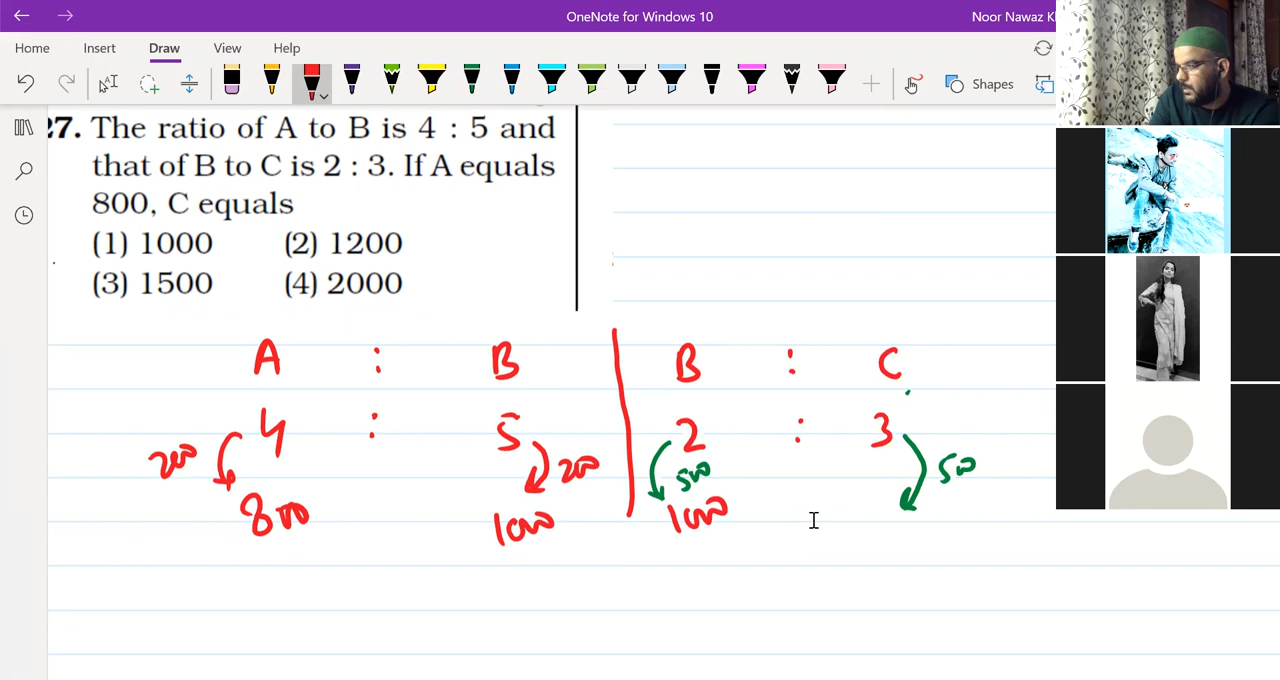 OneNote for Windows 10
Noor Nawaz K
Home Insert Draw View Help
Shapes
27. The ratio of A to B is 4 : 5 and
that of B to C is 2 : 3. If A equals
800, C equals
(1) 1000 (2) 1200
(3) 1500 (4) 2000
A : B B : C
4 : 5 2 : 3
200 200 500 500
800 1000 1000